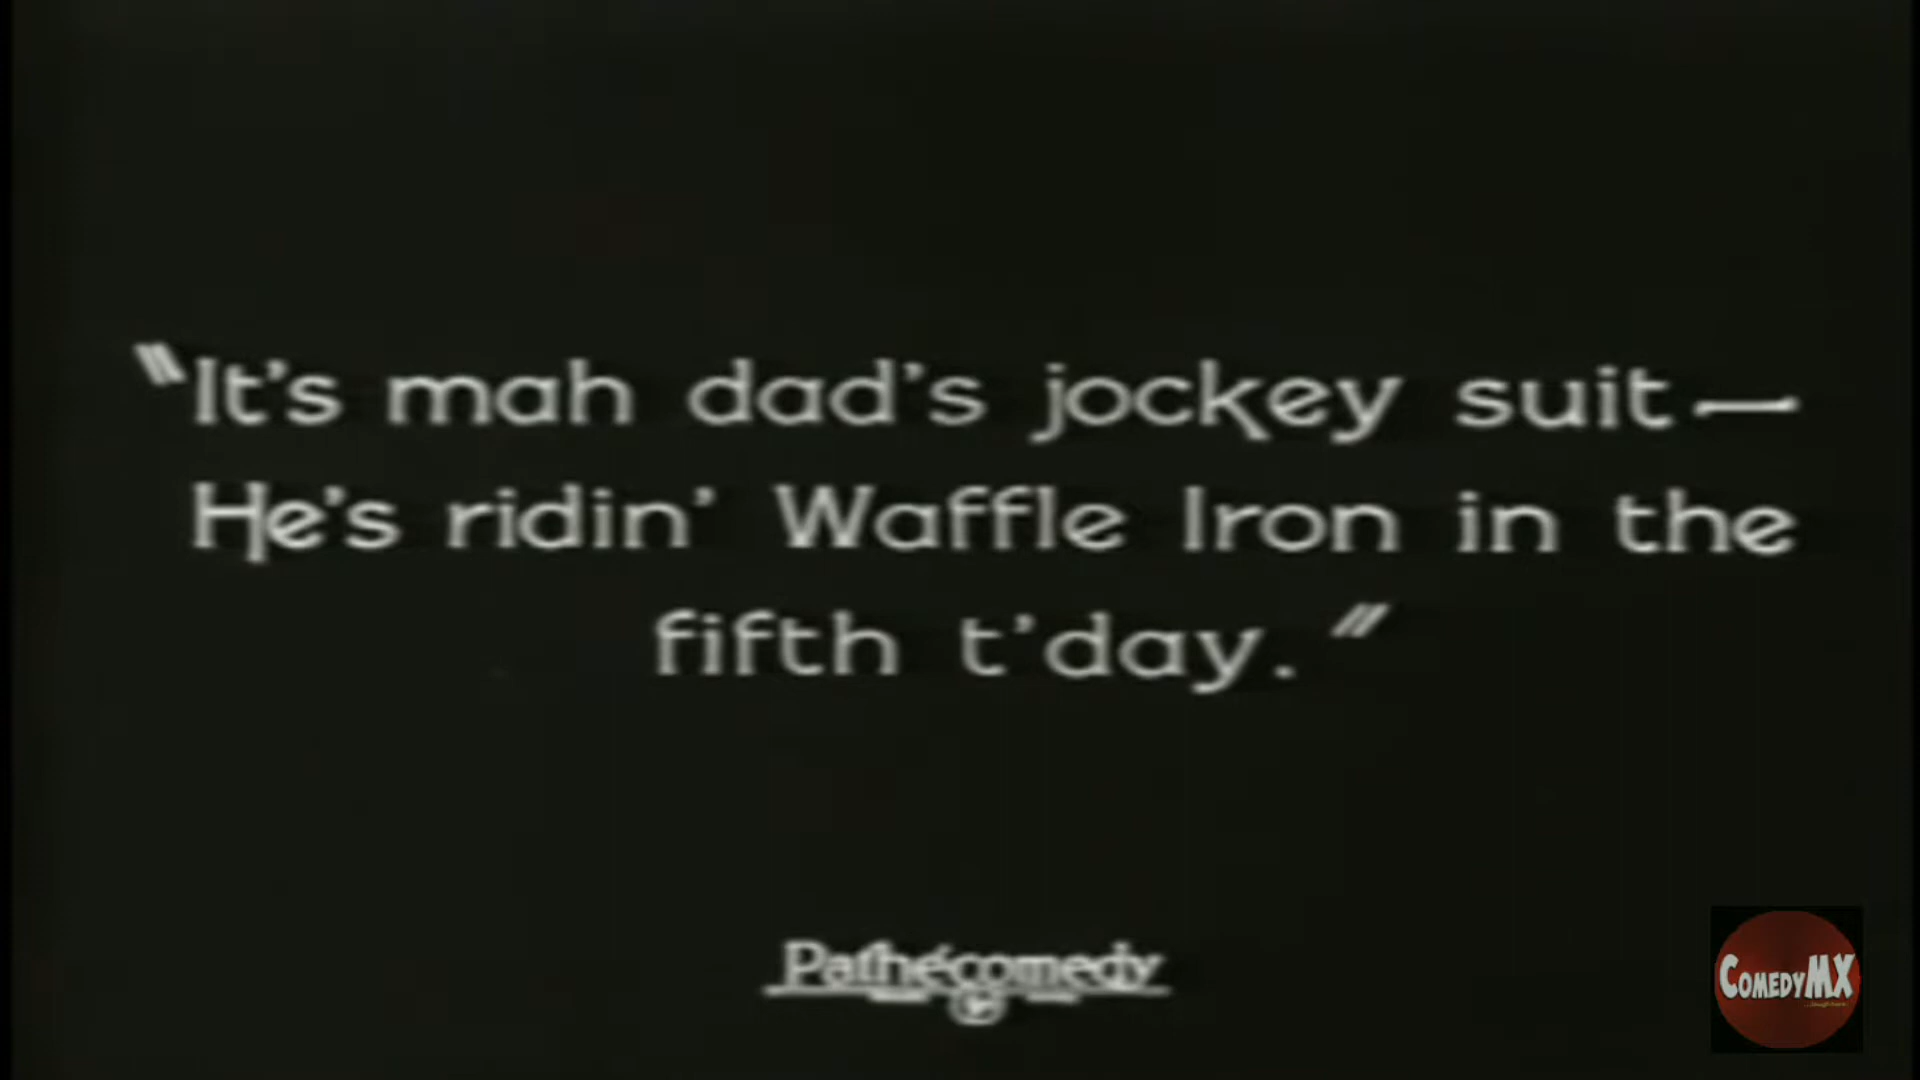 "It's mah dad's jockey suit—
He's ridin' Waffle Iron in the
fifth t'day."
Pathécomedy
COMEDYMX